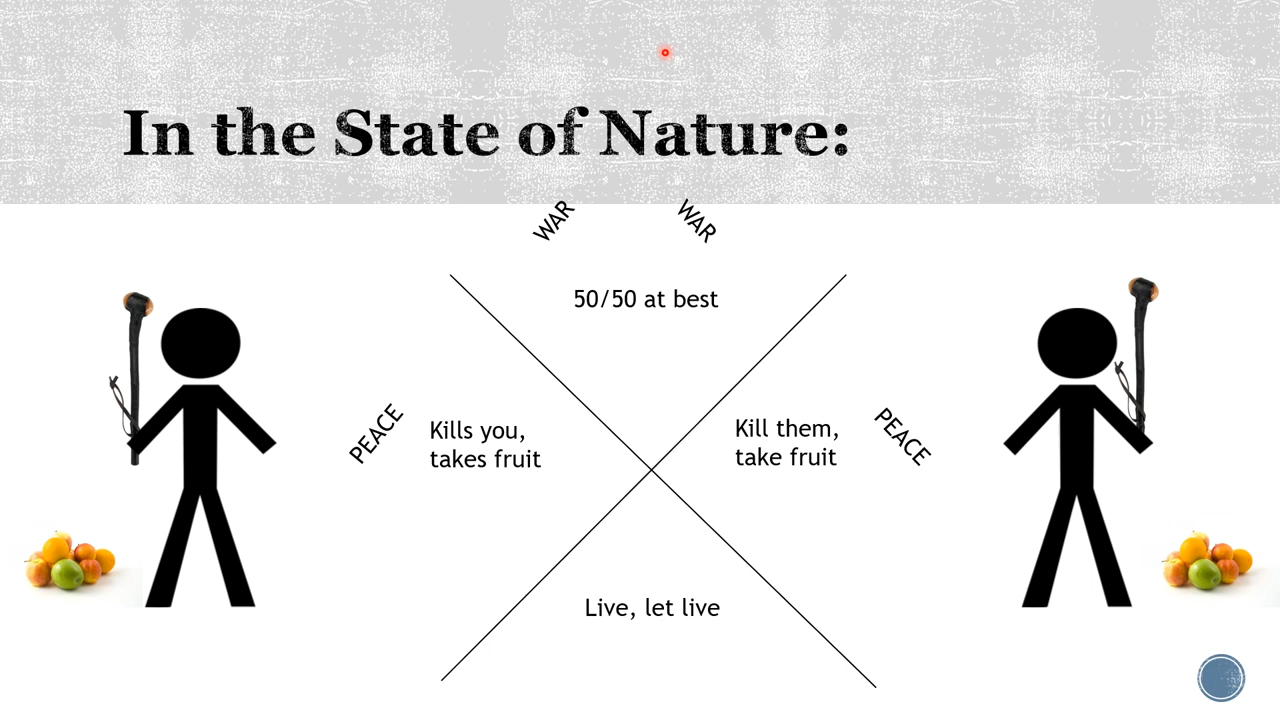 In the State of Nature:
WAR
WAR
50/50 at best
PEACE
Kills you,
takes fruit
Kill them,
take fruit
PEACE
Live, let live